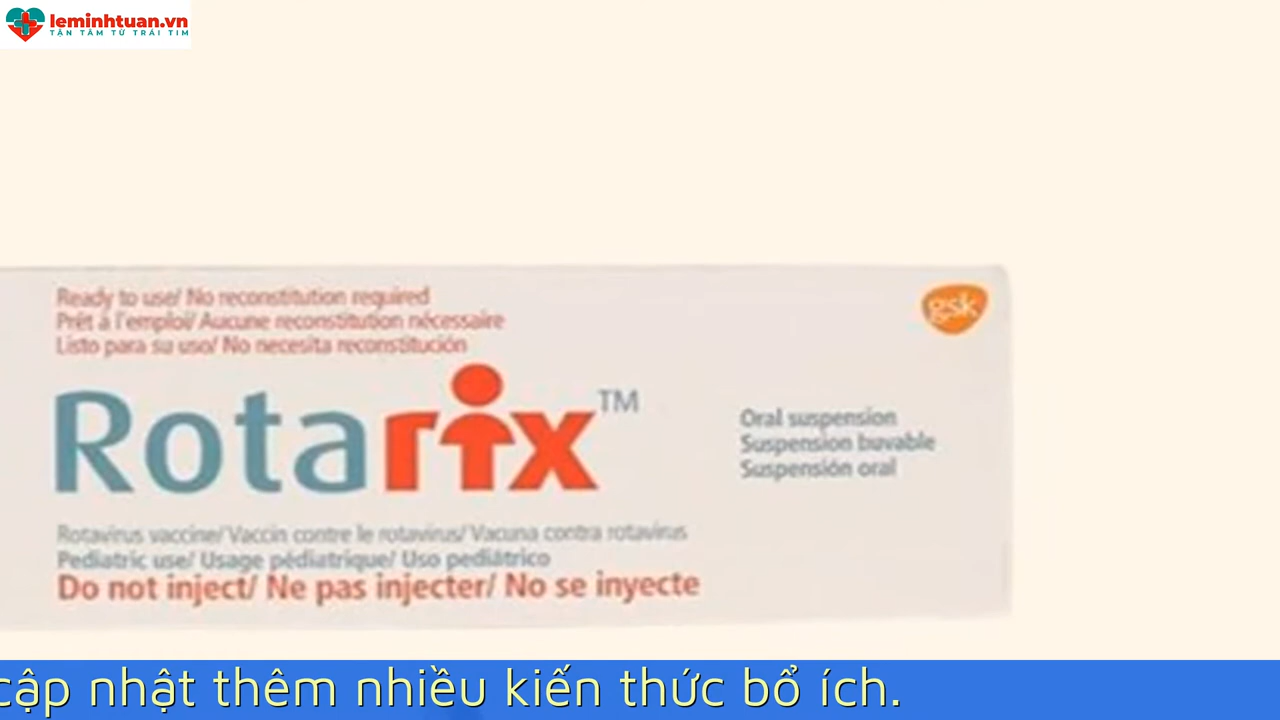 leminhtuan.vn
TẬN TÂM TỪ TRÁI TIM
Ready to use/ No reconstitution required
Prêt à l'emploi/ Aucune reconstitution nécessaire
Listo para su uso/ No necesita reconstitución
gsk
Rotarix™
Oral suspension
Suspension buvable
Suspensión oral
Rotavirus vaccine/ Vaccin contre le rotavirus/ Vacuna contra rotavirus
Pediatric use/ Usage pédiatrique/ Uso pediátrico
Do not inject/ Ne pas injecter/ No se inyecte
cập nhật thêm nhiều kiến thức bổ ích.